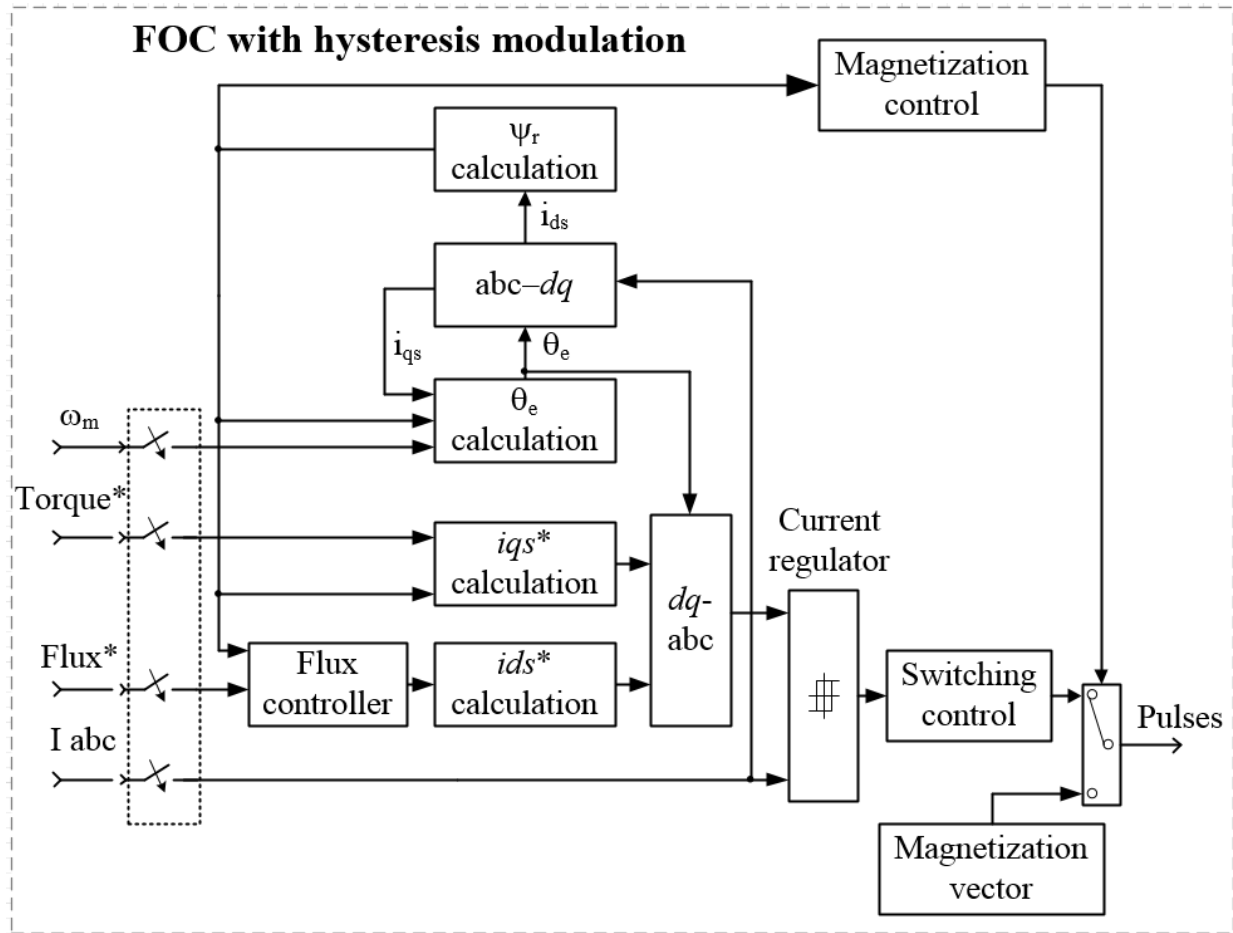 FOC with hysteresis modulation
Magnetization
control
ψr
calculation
ids
abc–dq
iqs
θe
θe
calculation
ωm
Torque*
iqs*
calculation
Current
regulator
dq-
abc
Flux*
Flux
controller
ids*
calculation
Switching
control
Pulses
I abc
Magnetization
vector